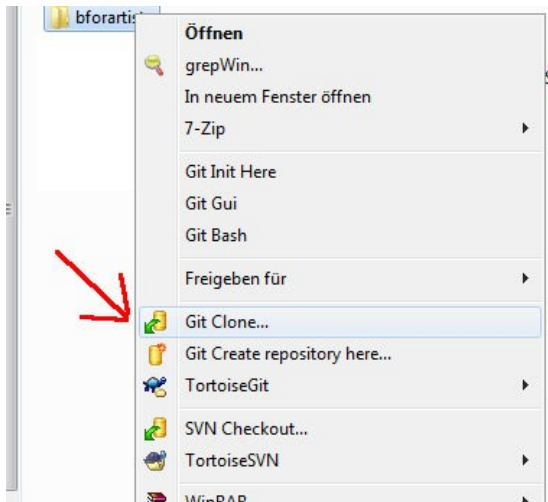 bforartist
Öffnen
grepWin...
In neuem Fenster öffnen
7-Zip
Git Init Here
Git Gui
Git Bash
Freigeben für
Git Clone...
Git Create repository here...
TortoiseGit
SVN Checkout...
TortoiseSVN
WinRAR